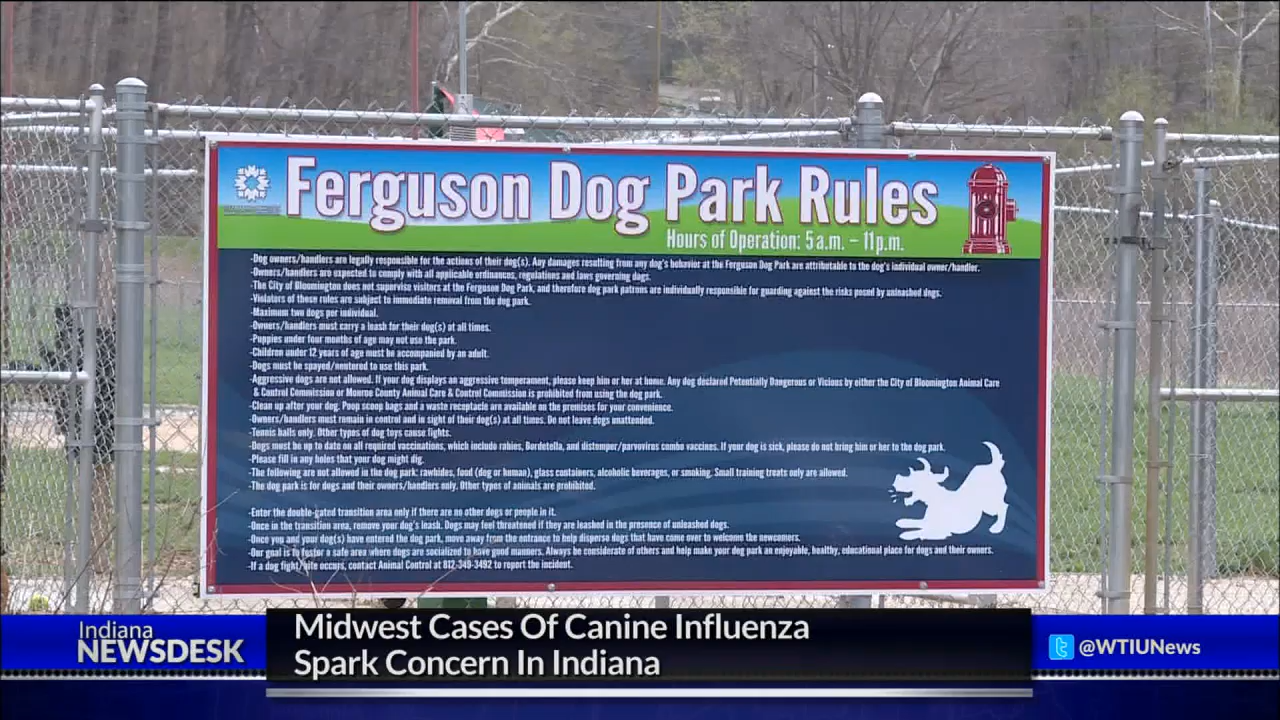 Ferguson Dog Park Rules
Hours of Operation: 5 a.m. – 11 p.m.
-Dog owners/handlers are legally responsible for the actions of their dog(s). Any damages resulting from any dog's behavior at the Ferguson Dog Park are attributable to the dog's individual owner/handler.
-Owners/handlers are expected to comply with all applicable ordinances, regulations and laws governing dogs.
-The City of Bloomington does not supervise visitors at the Ferguson Dog Park, and therefore dog park patrons are individually responsible for guarding against the risks posed by unleashed dogs.
-Violators of these rules are subject to immediate removal from the dog park.
-Maximum two dogs per individual.
-Owners/handlers must carry a leash for their dog(s) at all times.
-Puppies under four months of age may not use the park.
-Children under 12 years of age must be accompanied by an adult.
-Dogs must be spayed/neutered to use this park.
-Aggressive dogs are not allowed. If your dog displays an aggressive temperament, please keep him or her at home. Any dog declared Potentially Dangerous or Vicious by either the City of Bloomington Animal Care
& Control Commission or Monroe County Animal Care & Control Commission is prohibited from using the dog park.
-Clean up after your dog. Poop scoop bags and a waste receptacle are available on the premises for your convenience.
-Owners/handlers must remain in control and in sight of their dog(s) at all times. Do not leave dogs unattended.
-Tennis balls only. Other types of dog toys cause fights.
-Dogs must be up to date on all required vaccinations, which include rabies, Bordetella, and distemper/parvovirus combo vaccines. If your dog is sick, please do not bring him or her to the dog park.
-Please fill in any holes that your dog might dig.
-The following are not allowed in the dog park: rawhides, food (dog or human), glass containers, alcoholic beverages, or smoking. Small training treats only are allowed.
-The dog park is for dogs and their owners/handlers only. Other types of animals are prohibited.
-Enter the double-gated transition area only if there are no other dogs or people in it.
-Once in the transition area, remove your dog's leash. Dogs may feel threatened if they are leashed in the presence of unleashed dogs.
-Once you and your dog(s) have entered the dog park, move away from the entrance to help disperse dogs that have come over to welcome the newcomers.
-Our goal is to foster a safe area where dogs are socialized to have good manners. Always be considerate of others and help make your dog park an enjoyable, healthy, educational place for dogs and their owners.
-If a dog fight/bite occurs, contact Animal Control at 812-349-3492 to report the incident.
Indiana
NEWSDESK
Midwest Cases Of Canine Influenza
Spark Concern In Indiana
@WTIUNews